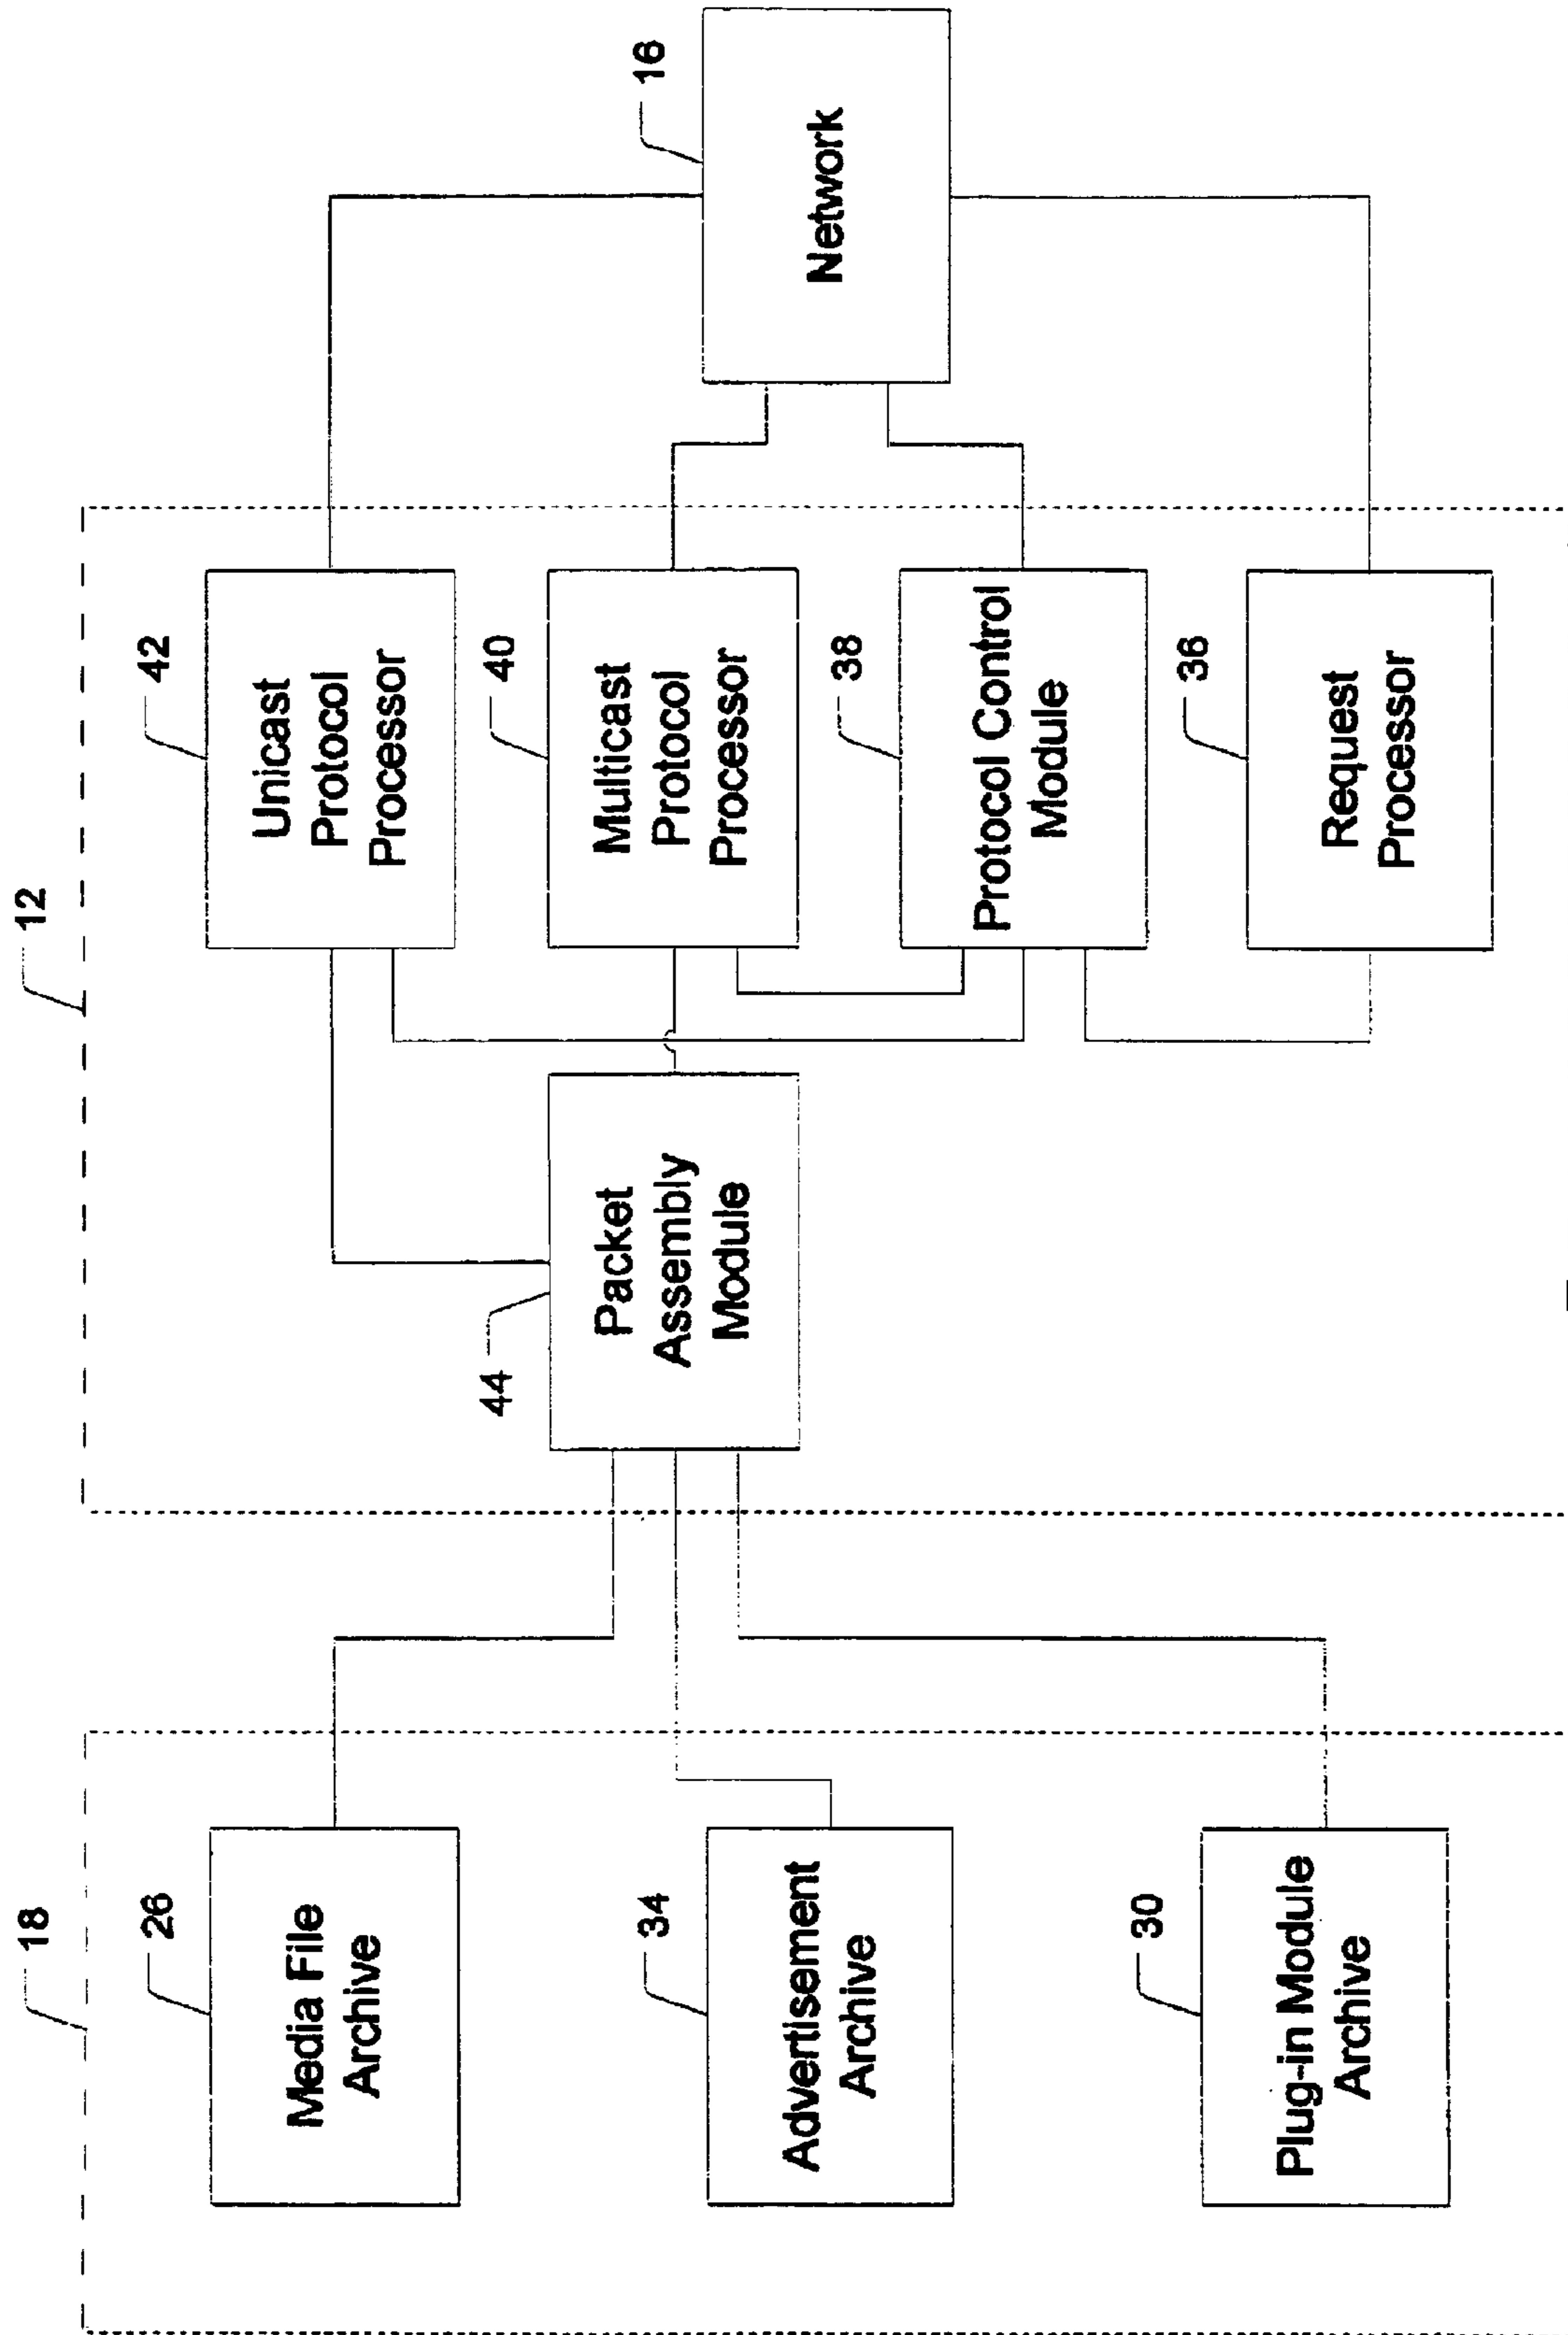 18
26
Media File
Archive
34
Advertisement
Archive
30
Plug-in Module
Archive
12
44
Packet
Assembly
Module
42
Unicast
Protocol
Processor
40
Multicast
Protocol
Processor
38
Protocol Control
Module
36
Request
Processor
16
Network